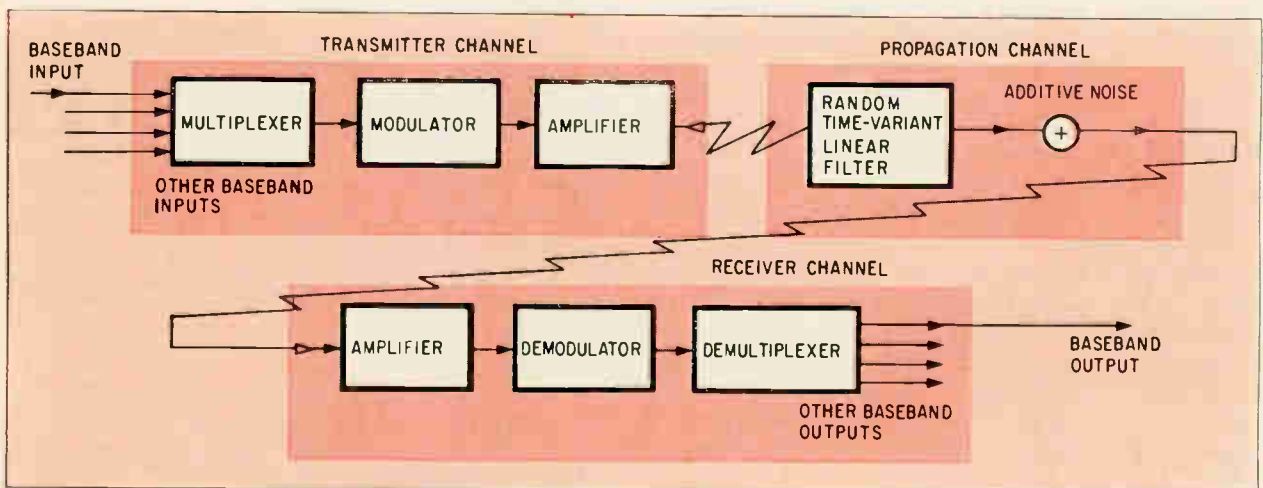 TRANSMITTER CHANNEL
PROPAGATION CHANNEL
BASEBAND
INPUT
MULTIPLEXER
MODULATOR
AMPLIFIER
OTHER BASEBAND
INPUTS
RANDOM
TIME-VARIANT
LINEAR
FILTER
ADDITIVE NOISE
+
RECEIVER CHANNEL
AMPLIFIER
DEMODULATOR
DEMULTIPLEXER
BASEBAND
OUTPUT
OTHER BASEBAND
OUTPUTS